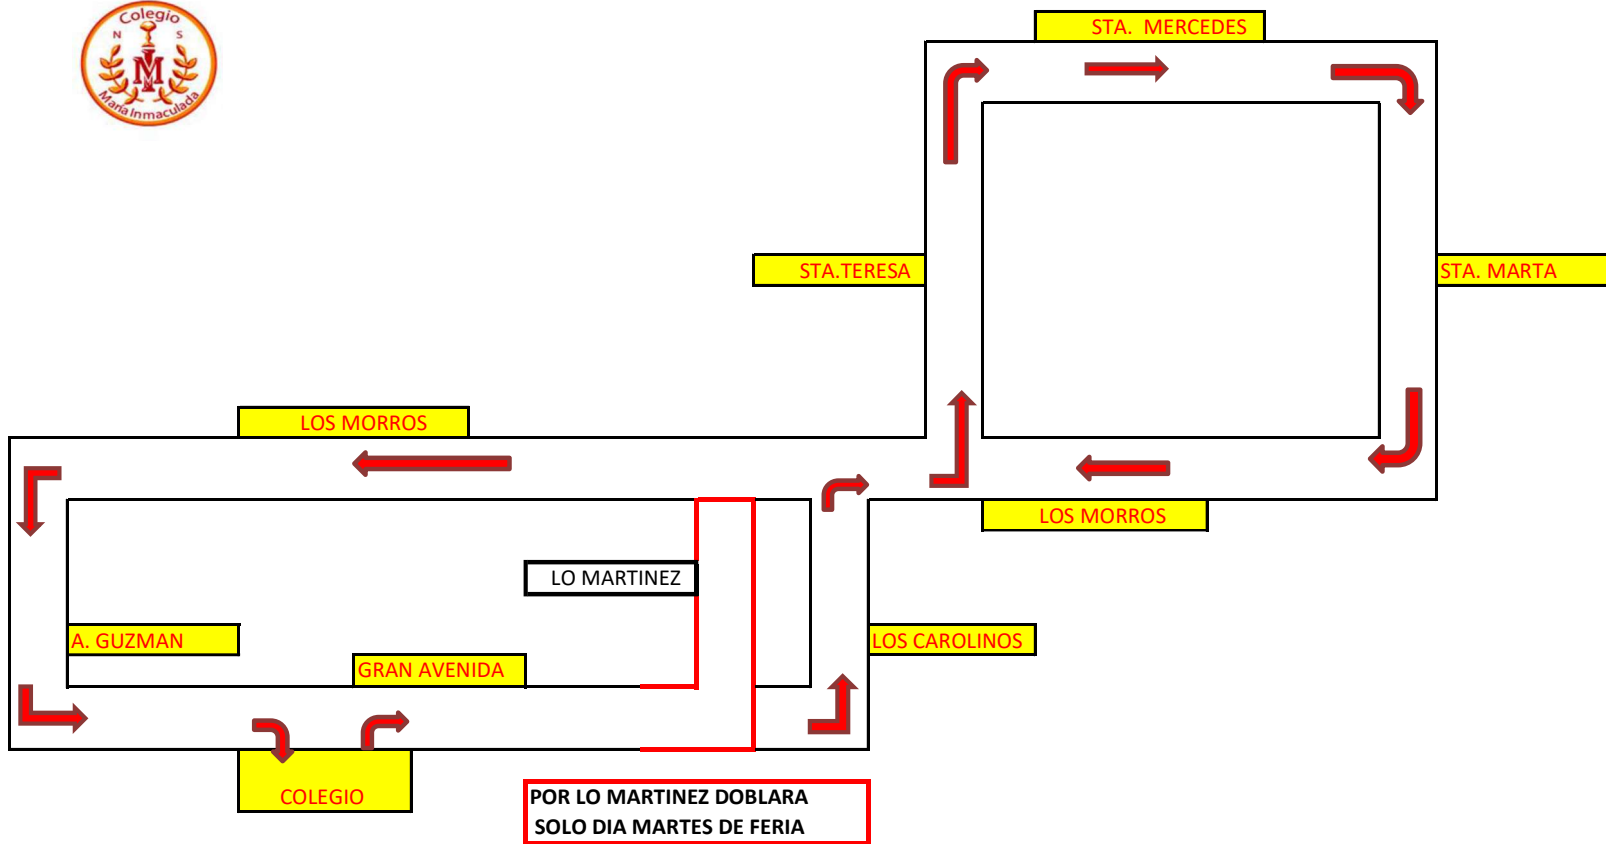 Colegio
N S
M
María Inmaculada
STA. MERCEDES
STA.TERESA
STA. MARTA
LOS MORROS
LOS MORROS
LO MARTINEZ
A. GUZMAN
LOS CAROLINOS
GRAN AVENIDA
COLEGIO
POR LO MARTINEZ DOBLARA
SOLO DIA MARTES DE FERIA